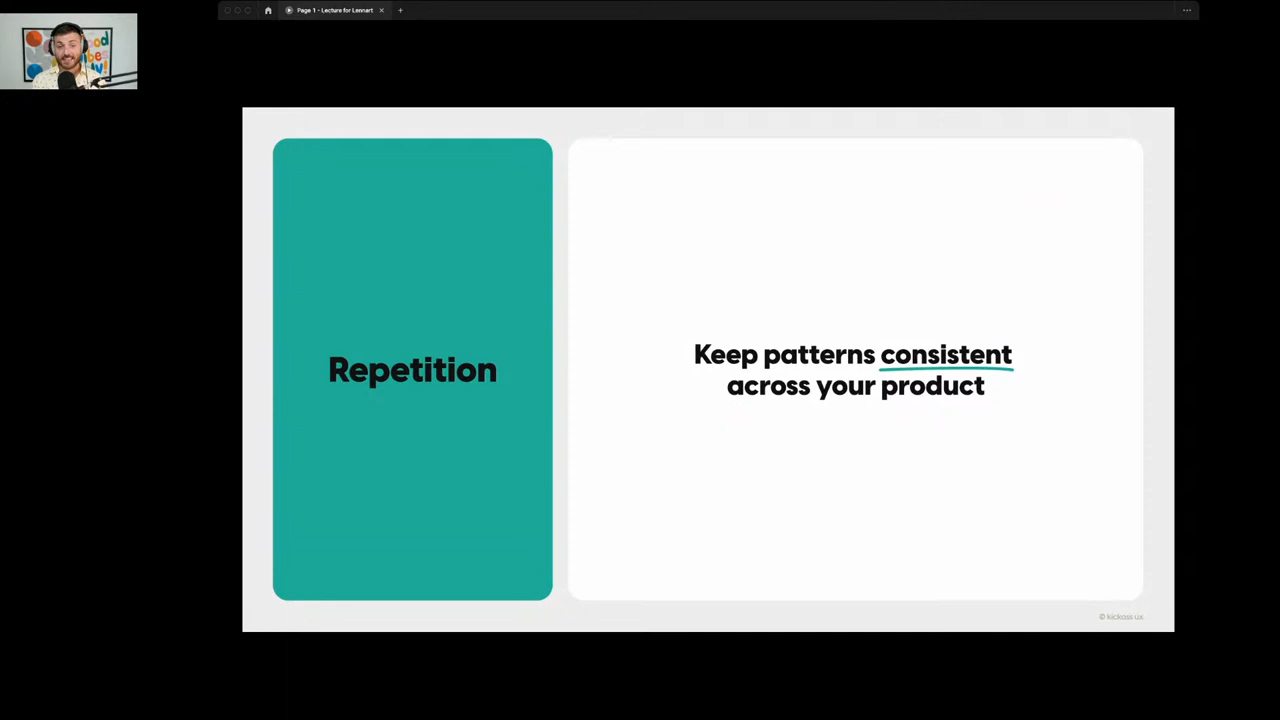 Page 1 - Lecture for Lennart
Repetition
Keep patterns consistent
across your product
© kickass ux